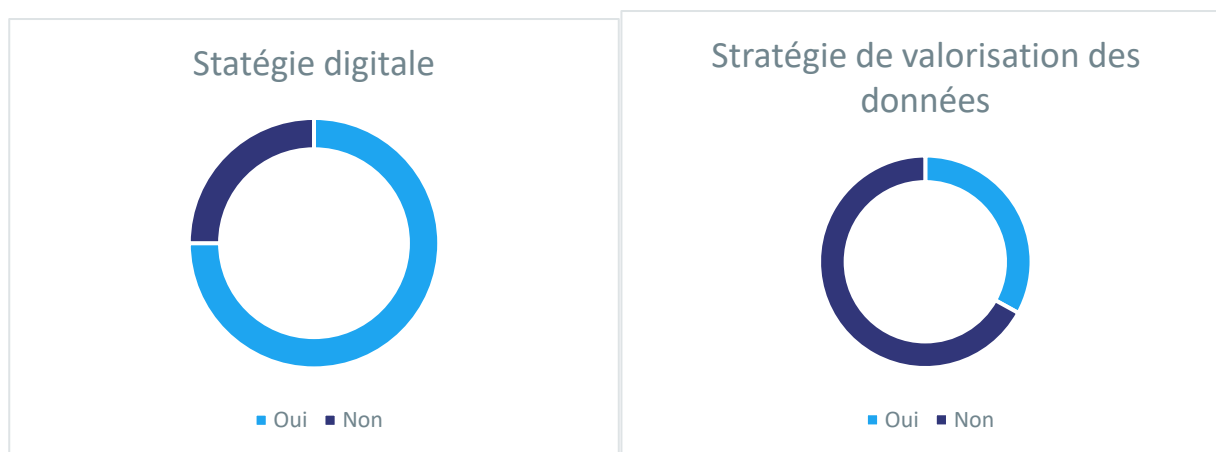 Statégie digitale
Oui Non
Stratégie de valorisation des
données
Oui Non